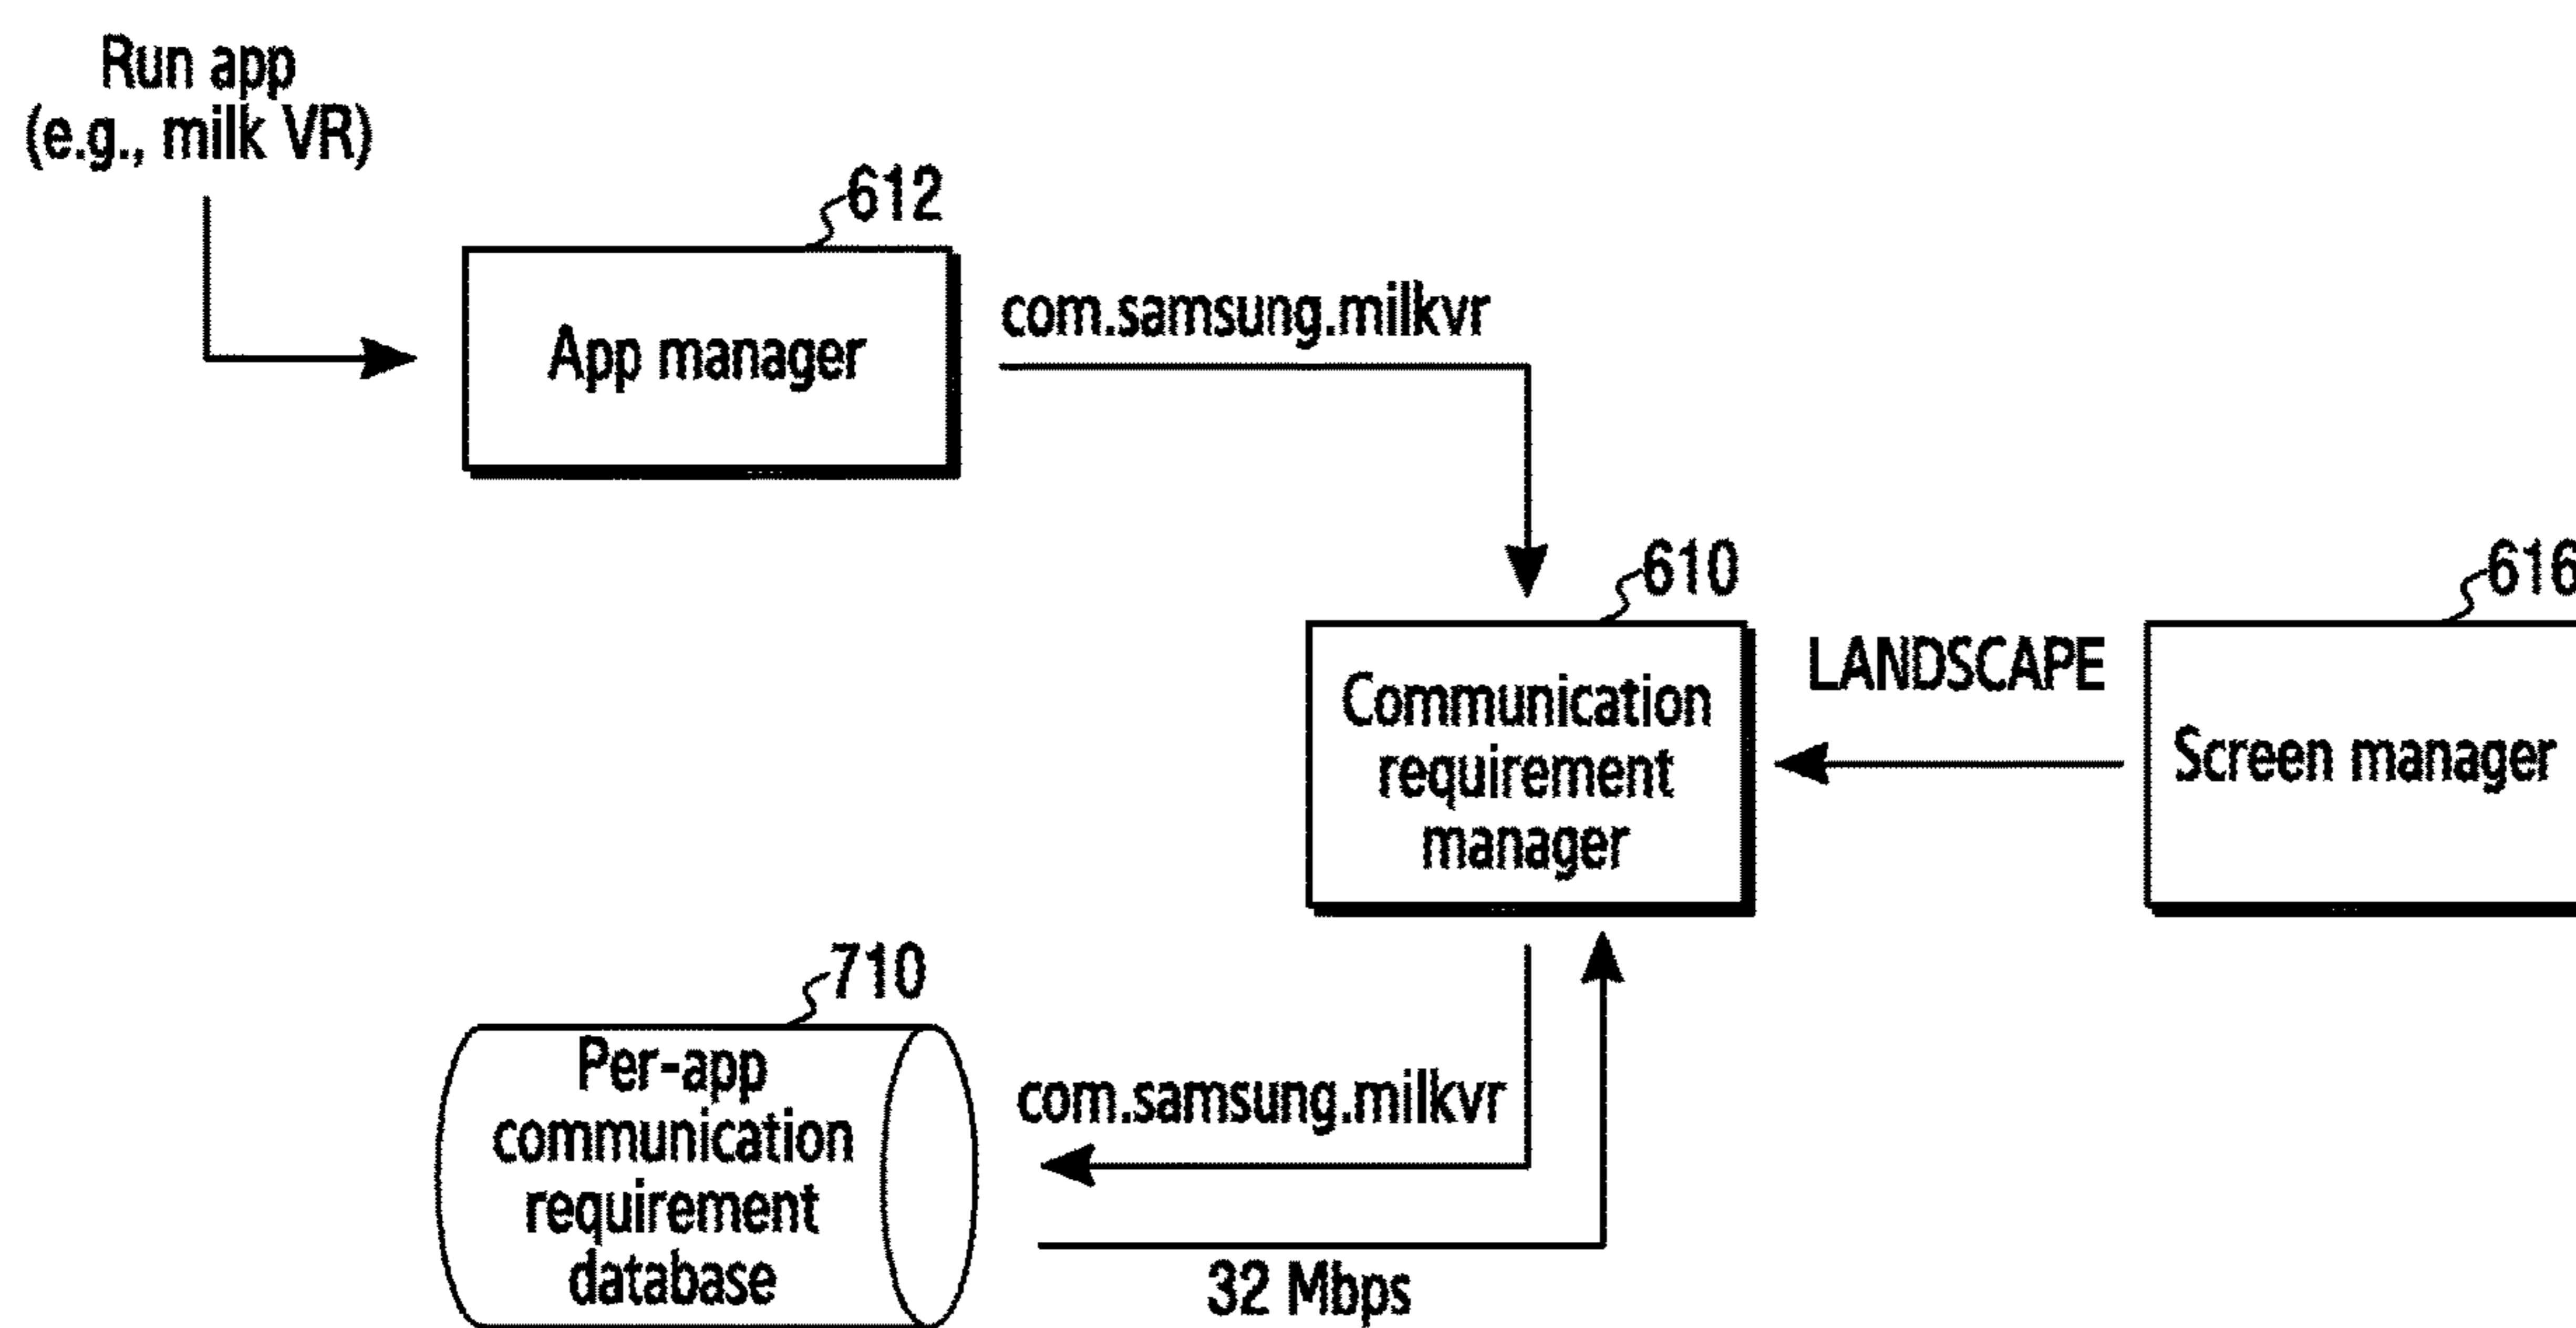 Run app
(e.g., milk VR)
612
App manager
com.samsung.milkvr
610
616
Communication
requirement
manager
LANDSCAPE
Screen manager
710
Per-app
communication
requirement
database
com.samsung.milkvr
32 Mbps